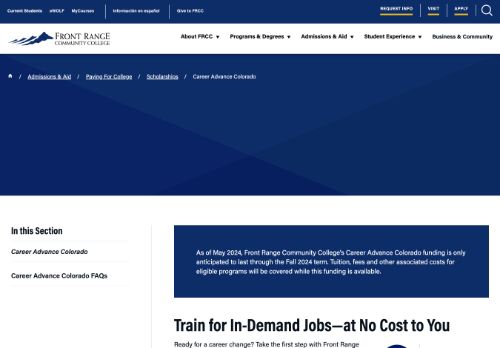 Current Students eWOLF MyCourses Información en español Give to FRCC REQUEST INFO VISIT APPLY
FRONT RANGE
COMMUNITY COLLEGE
About FRCC ▼ Programs & Degrees ▼ Admissions & Aid ▼ Student Experience ▼ Business & Community
/ Admissions & Aid / Paying For College / Scholarships / Career Advance Colorado
In this Section
Career Advance Colorado
Career Advance Colorado FAQs
As of May 2024, Front Range Community College's Career Advance Colorado funding is only
anticipated to last through the Fall 2024 term. Tuition, fees and other associated costs for
eligible programs will be covered while this funding is available.
Train for In-Demand Jobs—at No Cost to You
Ready for a career change? Take the first step with Front Range